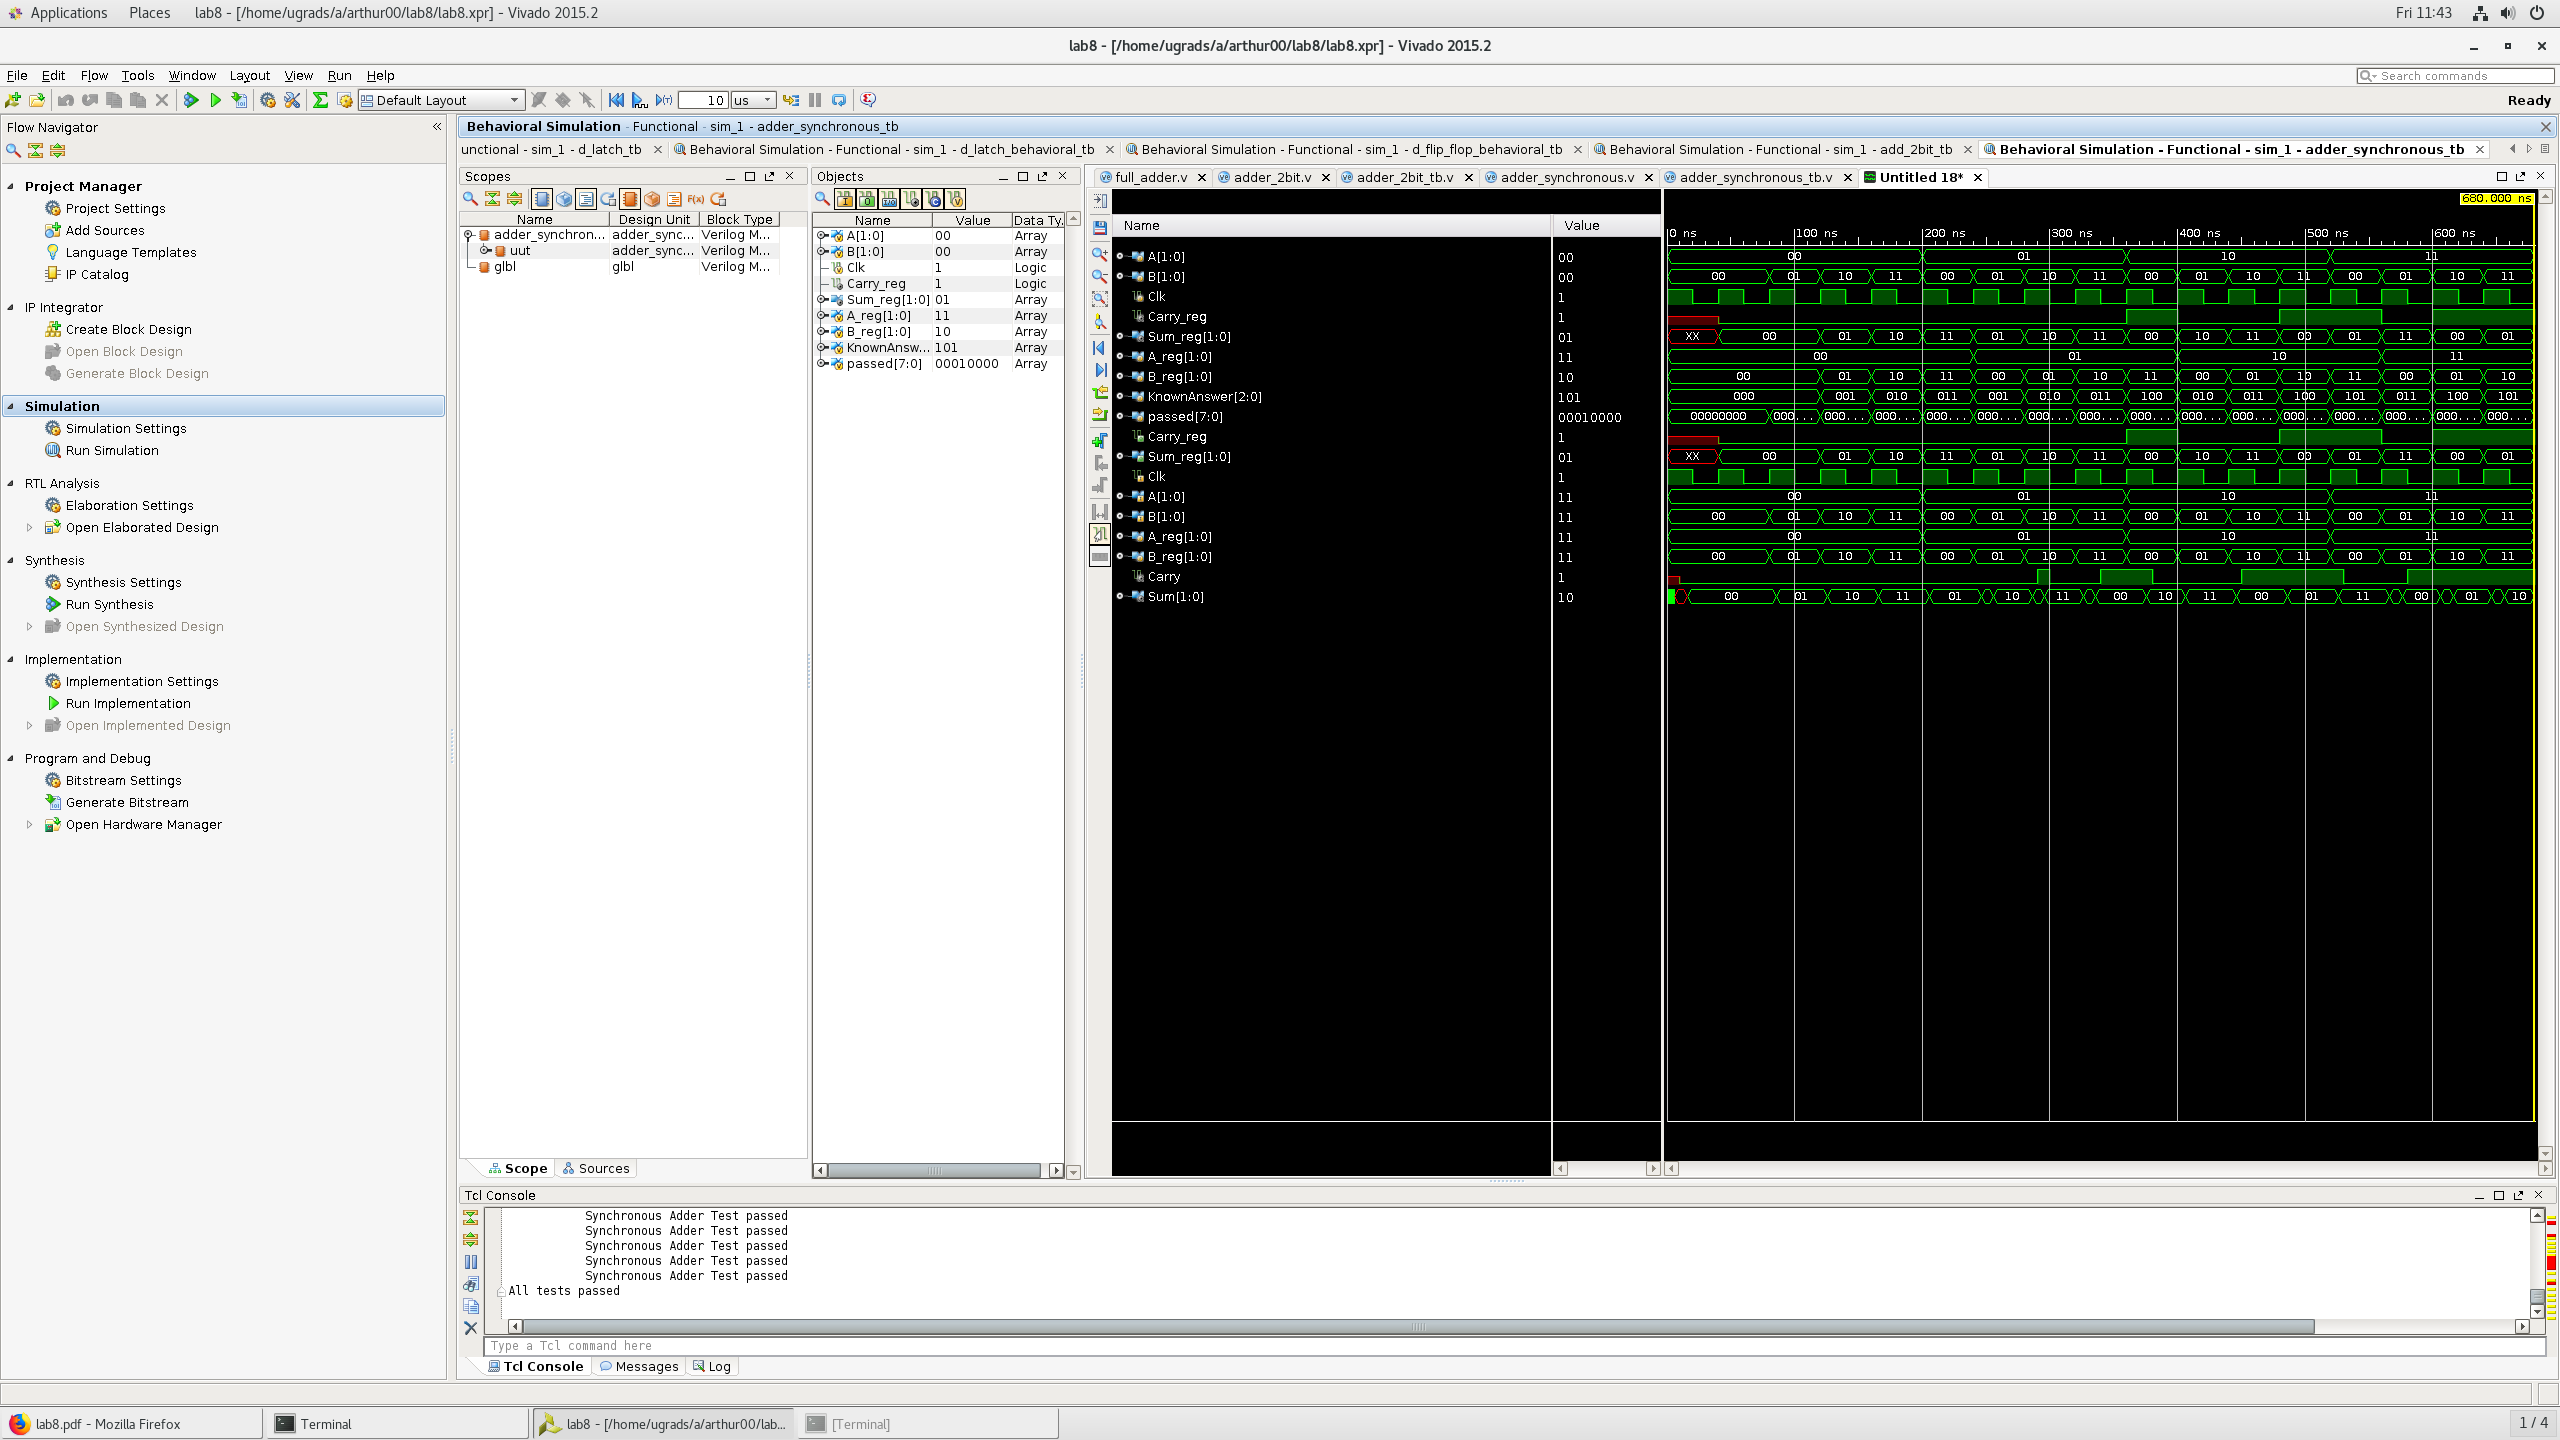 Applications Places lab8 - [/home/ugrads/a/arthur00/lab8/lab8.xpr] - Vivado 2015.2 Fri 11:43
lab8 - [/home/ugrads/a/arthur00/lab8/lab8.xpr] - Vivado 2015.2
File Edit Flow Tools Window Layout View Run Help Search commands
Default Layout 10 us Ready
Flow Navigator
Project Manager
Project Settings
Add Sources
Language Templates
IP Catalog
IP Integrator
Create Block Design
Open Block Design
Generate Block Design
Simulation
Simulation Settings
Run Simulation
RTL Analysis
Elaboration Settings
Open Elaborated Design
Synthesis
Synthesis Settings
Run Synthesis
Open Synthesized Design
Implementation
Implementation Settings
Run Implementation
Open Implemented Design
Program and Debug
Bitstream Settings
Generate Bitstream
Open Hardware Manager
Behavioral Simulation - Functional - sim_1 - adder_synchronous_tb
unctional - sim_1 - d_latch_tb Behavioral Simulation - Functional - sim_1 - d_latch_behavioral_tb Behavioral Simulation - Functional - sim_1 - d_flip_flop_behavioral_tb Behavioral Simulation - Functional - sim_1 - add_2bit_tb Behavioral Simulation - Functional - sim_1 - adder_synchronous_tb
Scopes
Name Design Unit Block Type
adder_synchron... adder_sync... Verilog M...
uut adder_sync... Verilog M...
glbl glbl Verilog M...
Scope Sources
Objects
Name Value Data Ty.
A[1:0] 00 Array
B[1:0] 00 Array
Clk 1 Logic
Carry_reg 1 Logic
Sum_reg[1:0] 01 Array
A_reg[1:0] 11 Array
B_reg[1:0] 10 Array
KnownAnsw... 101 Array
passed[7:0] 00010000 Array
full_adder.v adder_2bit.v adder_2bit_tb.v adder_synchronous.v adder_synchronous_tb.v Untitled 18*
680.000 ns
Name Value
0 ns 100 ns 200 ns 300 ns 400 ns 500 ns 600 ns
A[1:0] 00 00 01 10 11
B[1:0] 00 00 01 10 11 00 01 10 11 00 01 10 11 00 01 10 11
Clk 1
Carry_reg 1
Sum_reg[1:0] 01 XX 00 01 10 11 01 10 11 00 10 11 00 01 11 00 01
A_reg[1:0] 11 00 01 10 11
B_reg[1:0] 10 00 01 10 11 00 01 10 11 00 01 10 11 00 01 10
KnownAnswer[2:0] 101 000 001 010 011 001 010 011 100 010 011 100 101 011 100 101
passed[7:0] 00010000 00000000 000... 000... 000... 000... 000... 000... 000... 000... 000... 000... 000... 000... 000... 000... 000...
Carry_reg 1
Sum_reg[1:0] 01 XX 00 01 10 11 01 10 11 00 10 11 00 01 11 00 01
Clk 1
A[1:0] 11 00 01 10 11
B[1:0] 11 00 01 10 11 00 01 10 11 00 01 10 11 00 01 10 11
A_reg[1:0] 11 00 01 10 11
B_reg[1:0] 11 00 01 10 11 00 01 10 11 00 01 10 11 00 01 10 11
Carry 1
Sum[1:0] 10 00 01 10 11 01 10 11 00 10 11 00 01 11 00 01 10
Tcl Console
Synchronous Adder Test passed
Synchronous Adder Test passed
Synchronous Adder Test passed
Synchronous Adder Test passed
Synchronous Adder Test passed
All tests passed
Type a Tcl command here
Tcl Console Messages Log
lab8.pdf - Mozilla Firefox Terminal lab8 - [/home/ugrads/a/arthur00/lab... [Terminal] 1 / 4